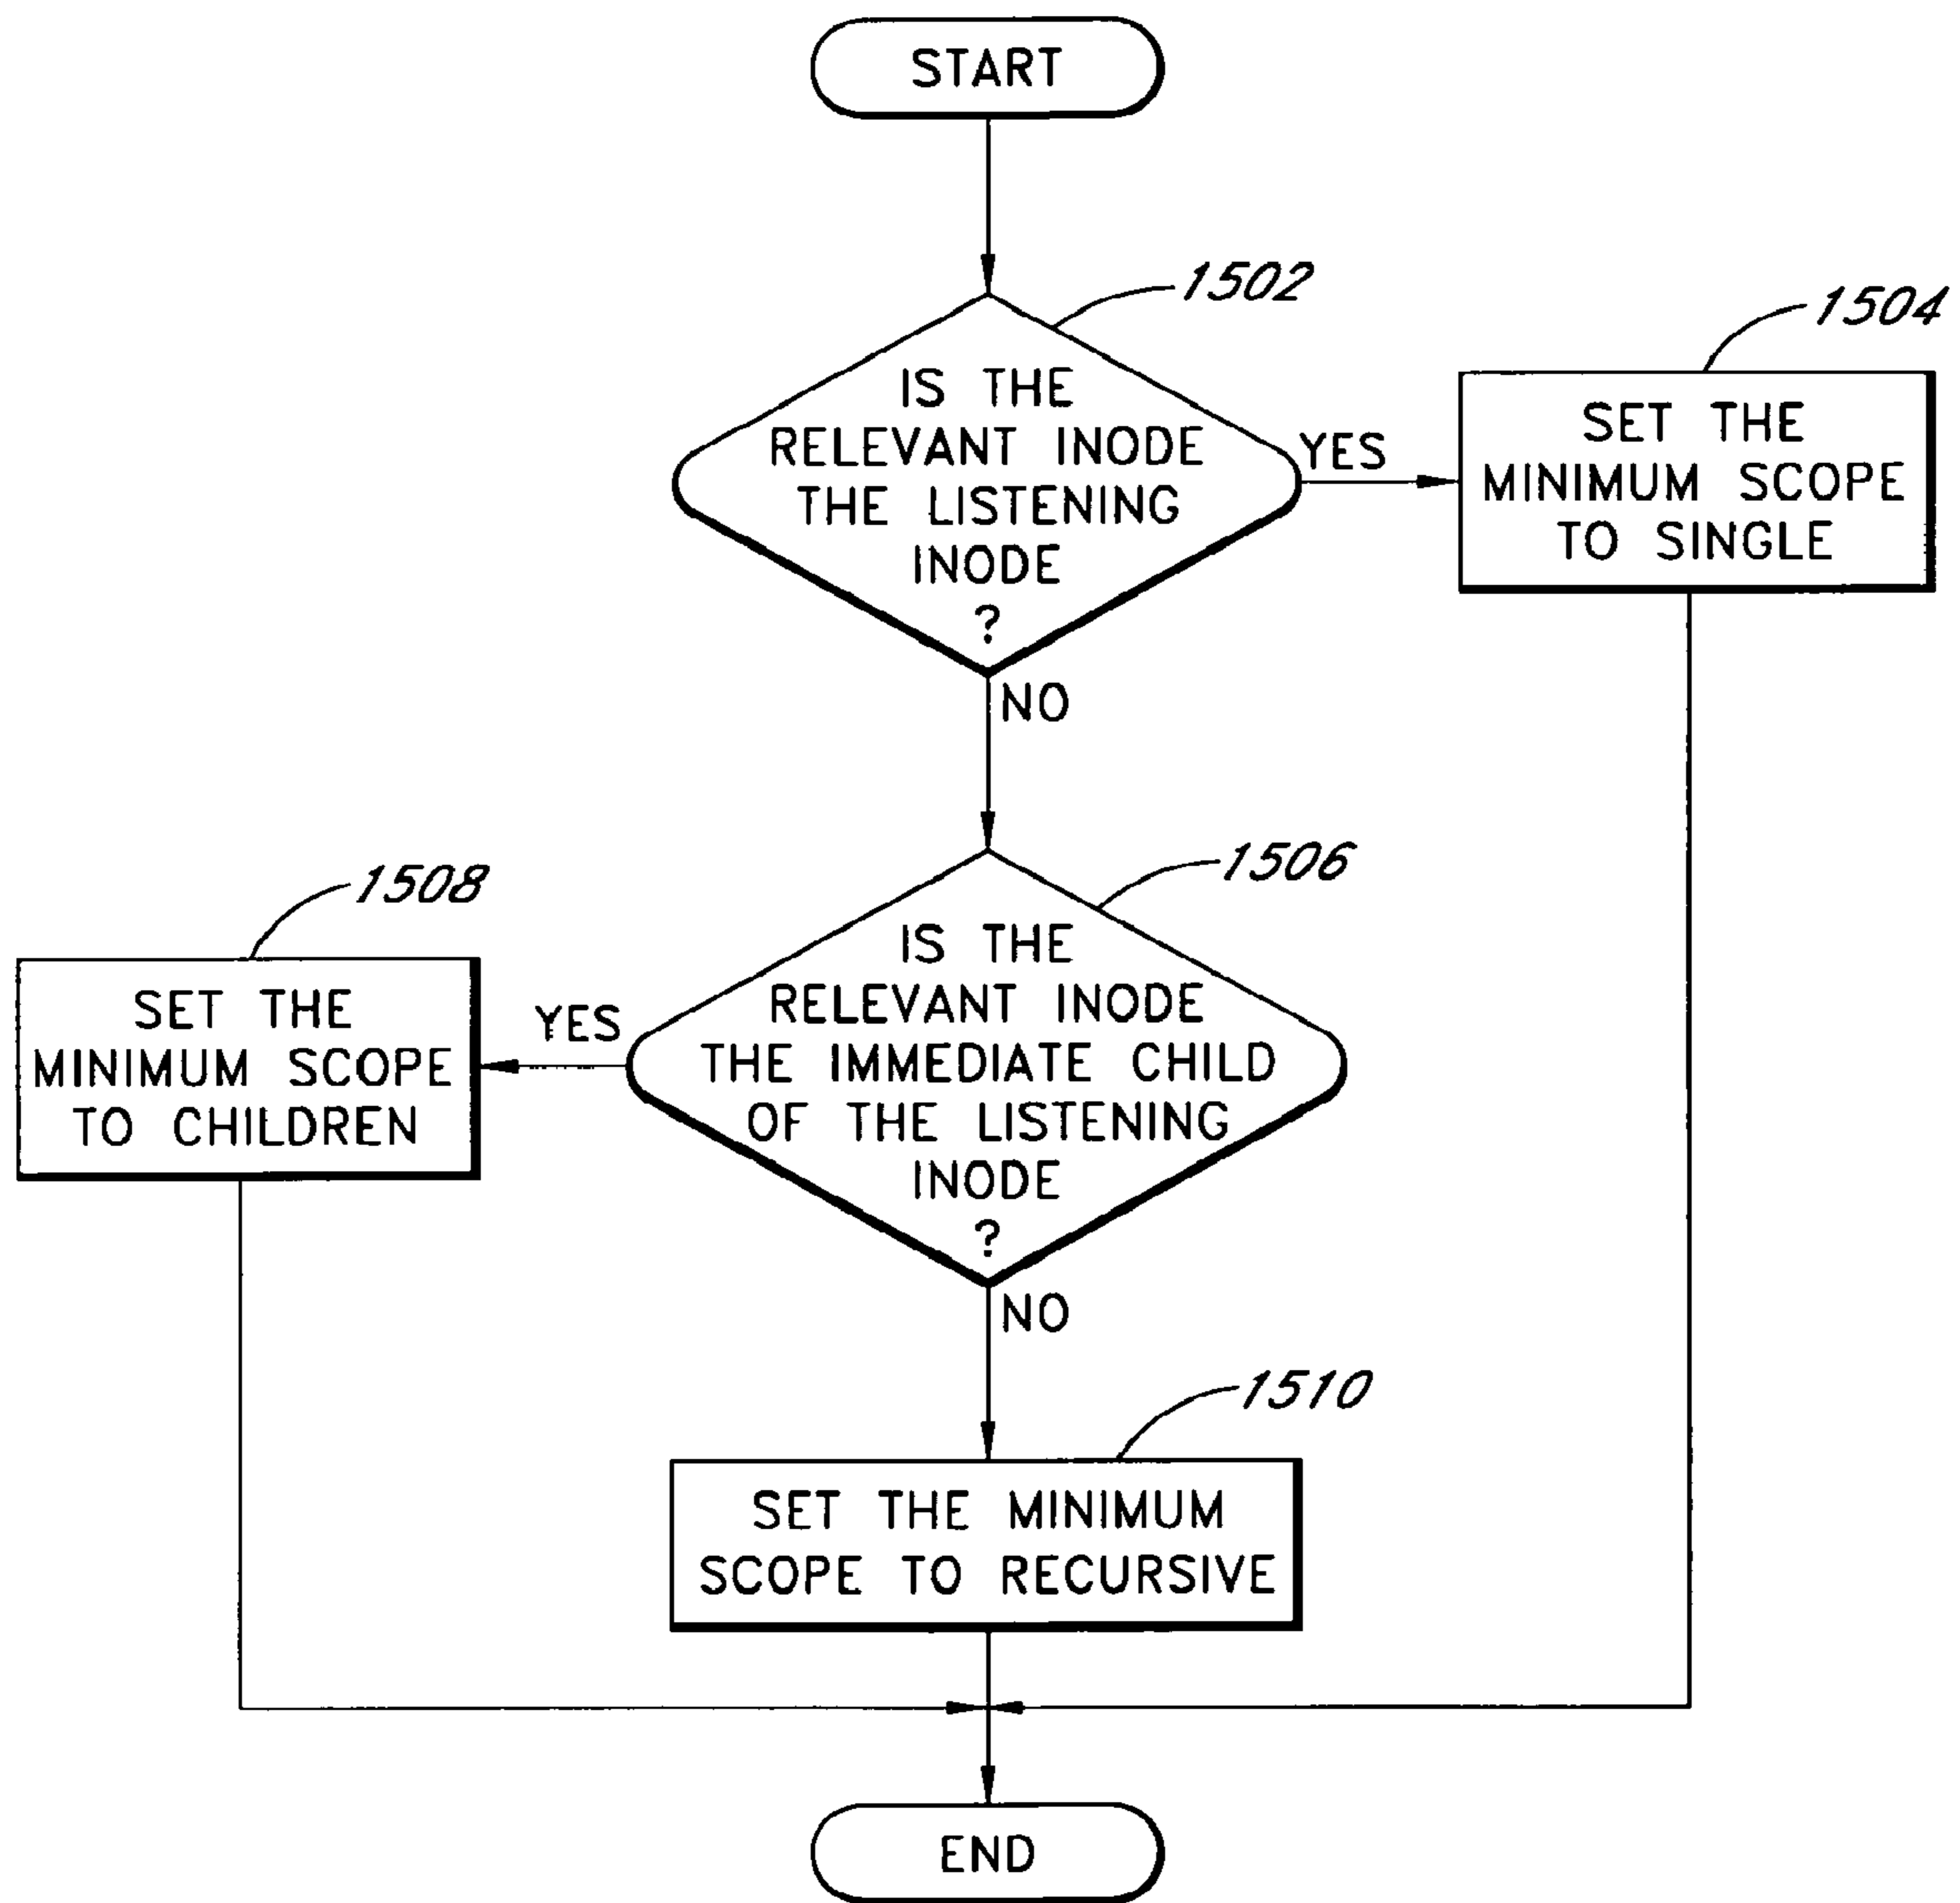 START
1502
IS THE
RELEVANT INODE
THE LISTENING
INODE
?
YES
1504
SET THE
MINIMUM SCOPE
TO SINGLE
NO
1506
IS THE
RELEVANT INODE
THE IMMEDIATE CHILD
OF THE LISTENING
INODE
?
YES
1508
SET THE
MINIMUM SCOPE
TO CHILDREN
NO
1510
SET THE MINIMUM
SCOPE TO RECURSIVE
END